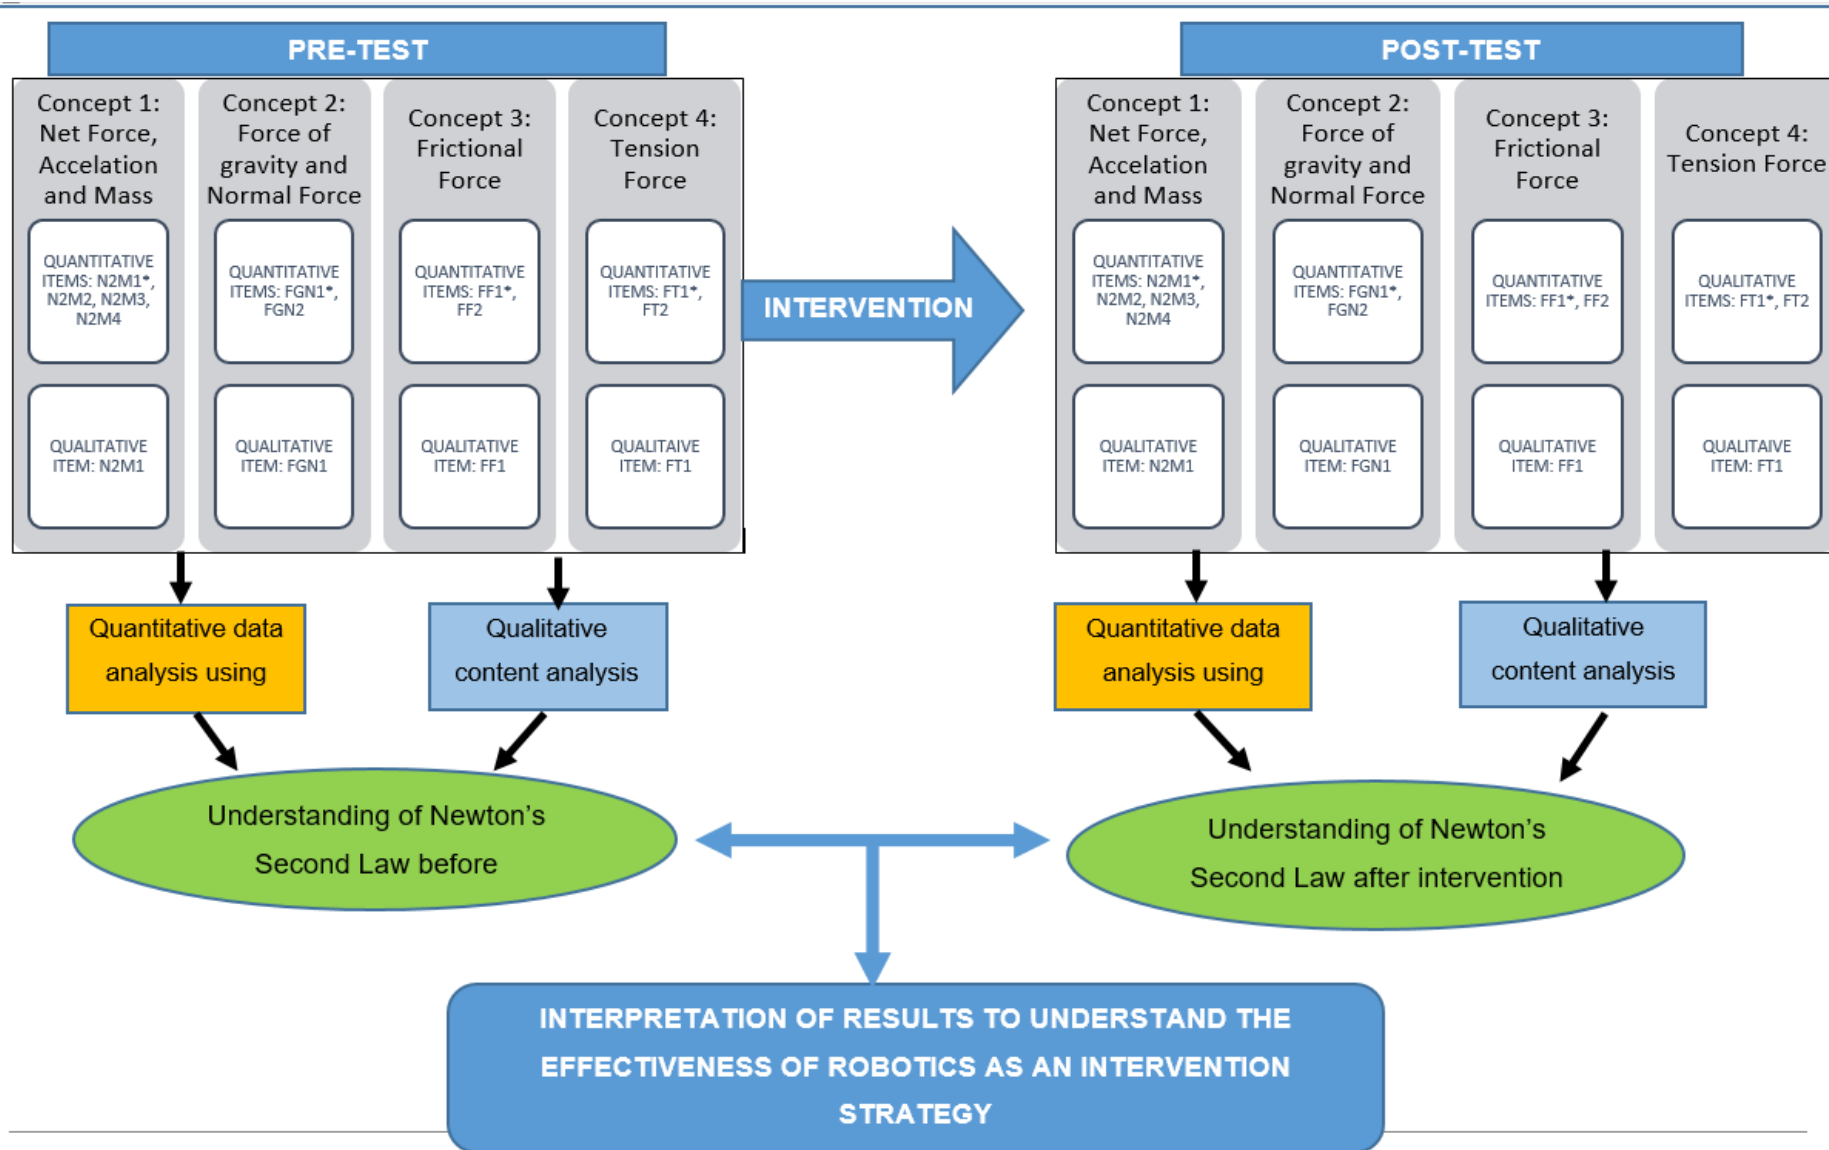 PRE-TEST
Concept 1:
Net Force,
Accelation
and Mass
QUANTITATIVE
ITEMS: N2M1*,
N2M2, N2M3,
N2M4
QUALITATIVE
ITEM: N2M1
Concept 2:
Force of
gravity and
Normal Force
QUANTITATIVE
ITEMS: FGN1*,
FGN2
QUALITATIVE
ITEM: FGN1
Concept 3:
Frictional
Force
QUANTITATIVE
ITEMS: FF1*,
FF2
QUALITATIVE
ITEM: FF1
Concept 4:
Tension
Force
QUANTITATIVE
ITEMS: FT1*,
FT2
QUALITAIVE
ITEM: FT1
INTERVENTION
POST-TEST
Concept 1:
Net Force,
Accelation
and Mass
QUANTITATIVE
ITEMS: N2M1*,
N2M2, N2M3,
N2M4
QUALITATIVE
ITEM: N2M1
Concept 2:
Force of
gravity and
Normal Force
QUANTITATIVE
ITEMS: FGN1*,
FGN2
QUALITATIVE
ITEM: FGN1
Concept 3:
Frictional
Force
QUANTITATIVE
ITEMS: FF1*, FF2
QUALITATIVE
ITEM: FF1
Concept 4:
Tension Force
QUALITATIVE
ITEMS: FT1*, FT2
QUALITAIVE
ITEM: FT1
Quantitative data
analysis using
Qualitative
content analysis
Quantitative data
analysis using
Qualitative
content analysis
Understanding of Newton’s
Second Law before
Understanding of Newton’s
Second Law after intervention
INTERPRETATION OF RESULTS TO UNDERSTAND THE
EFFECTIVENESS OF ROBOTICS AS AN INTERVENTION
STRATEGY